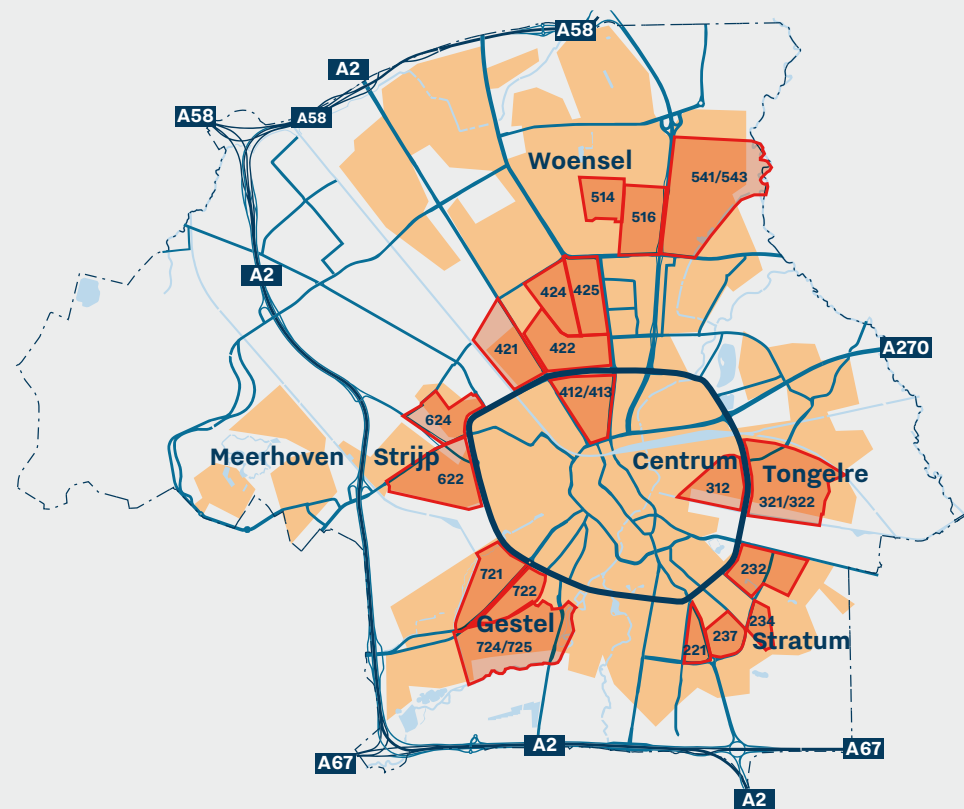 A58
A2
A58
A58
Woensel
541/543
514
516
A2
424
425
421
422
A270
412/413
624
Meerhoven
Strijp
Centrum
Tongelre
622
312
321/322
721
232
722
Gestel
234
237
Stratum
724/725
221
A2
A67
A67
A2